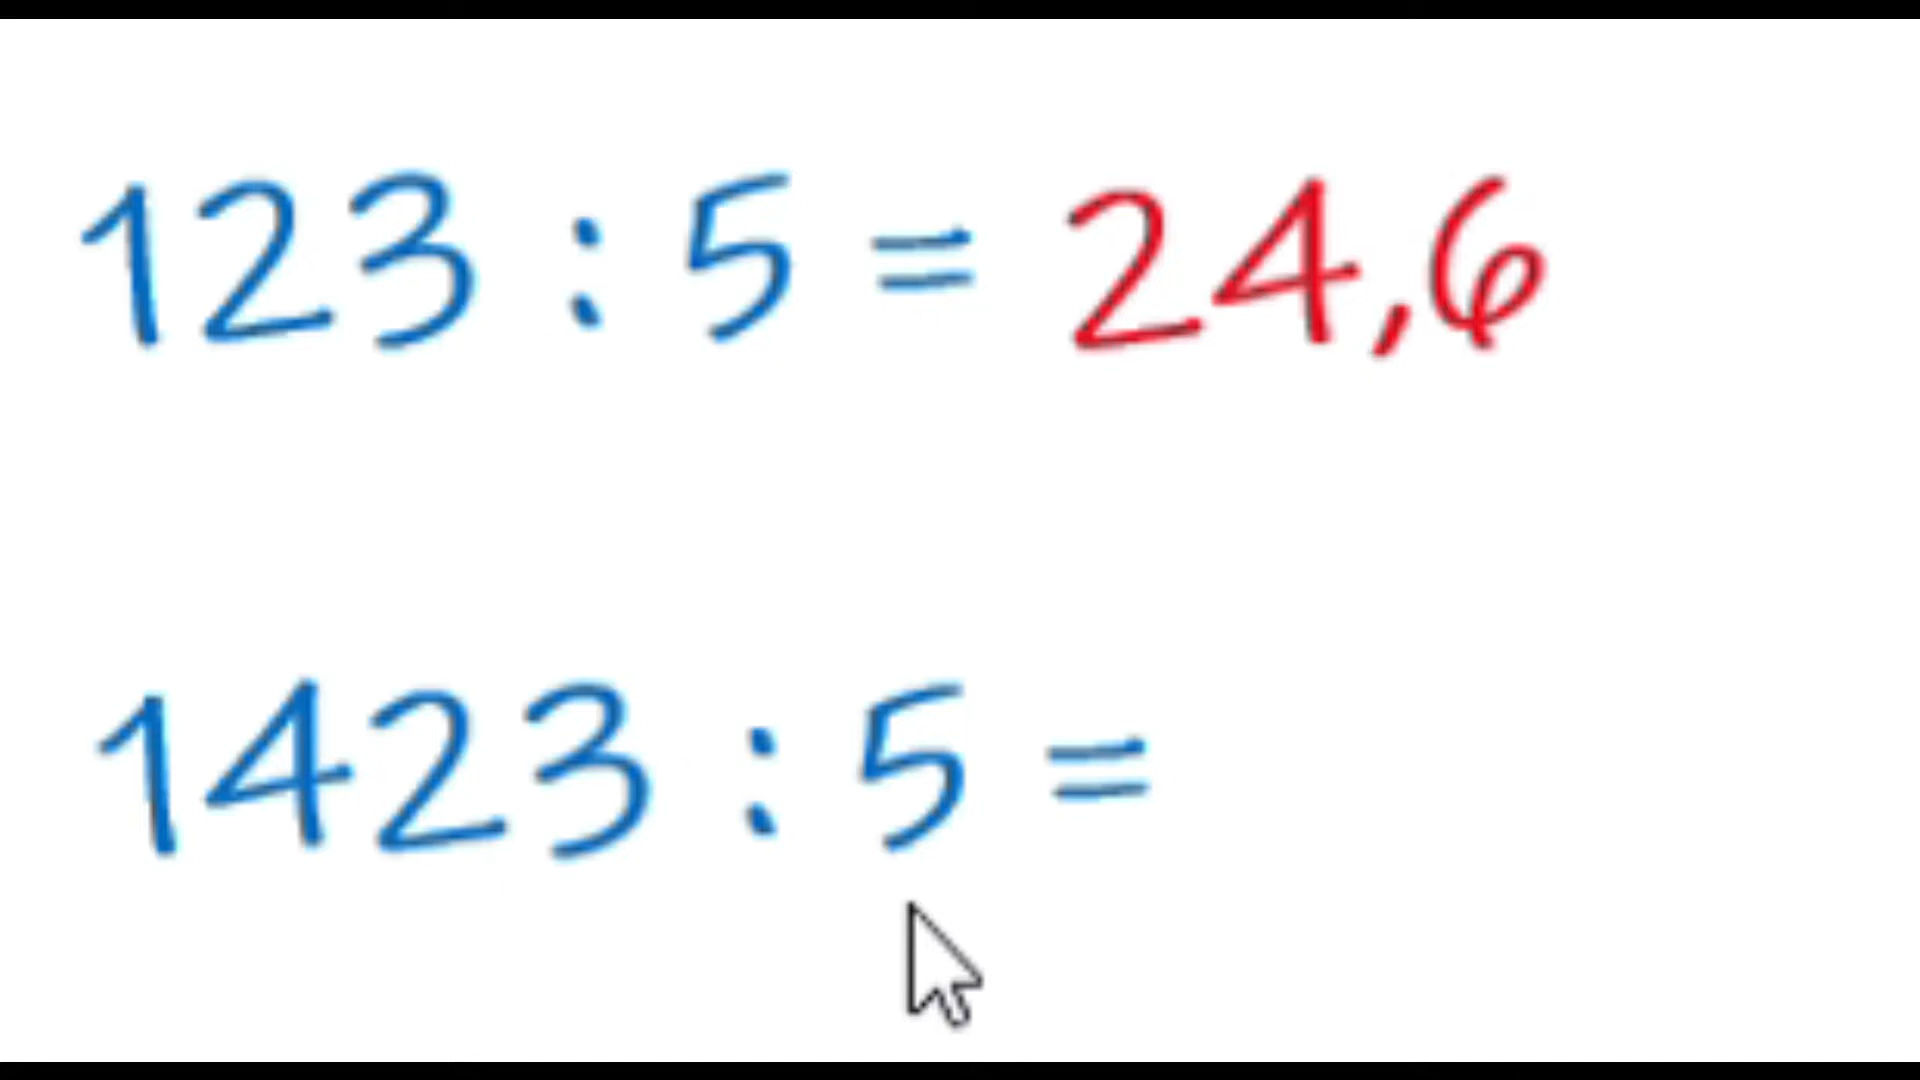 123 : 5 = 24,6
1423 : 5 =